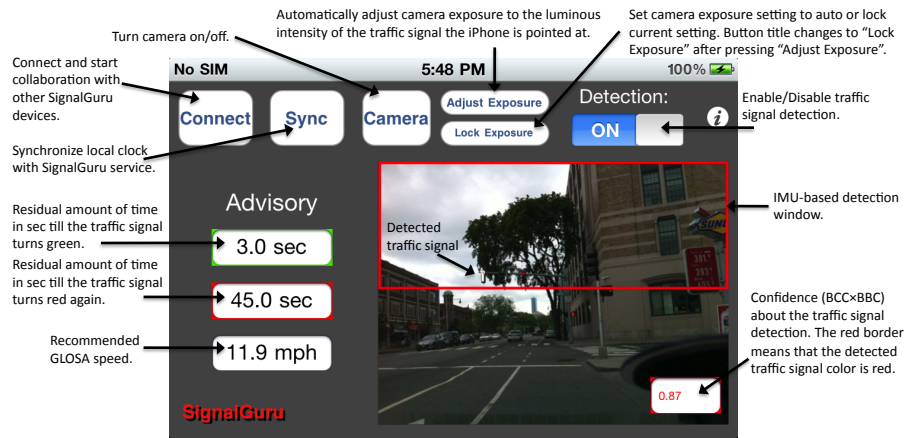 Automatically adjust camera exposure to the luminous
intensity of the traffic signal the iPhone is pointed at.
Set camera exposure setting to auto or lock
current setting. Button title changes to "Lock
Exposure" after pressing "Adjust Exposure".
Turn camera on/off.
Connect and start
collaboration with
other SignalGuru
devices.
No SIM
5:48 PM
100%
Connect
Sync
Camera
Adjust Exposure
Lock Exposure
Detection:
ON
i
Enable/Disable traffic
signal detection.
Synchronize local clock
with SignalGuru service.
Advisory
Residual amount of time
in sec till the traffic signal
turns green.
3.0 sec
Detected
traffic signal
IMU-based detection
window.
SUNOCO
Residual amount of time
in sec till the traffic signal
turns red again.
45.0 sec
Recommended
GLOSA speed.
11.9 mph
Confidence (BCC×BBC)
about the traffic signal
detection. The red border
means that the detected
traffic signal color is red.
0.87
SignalGuru